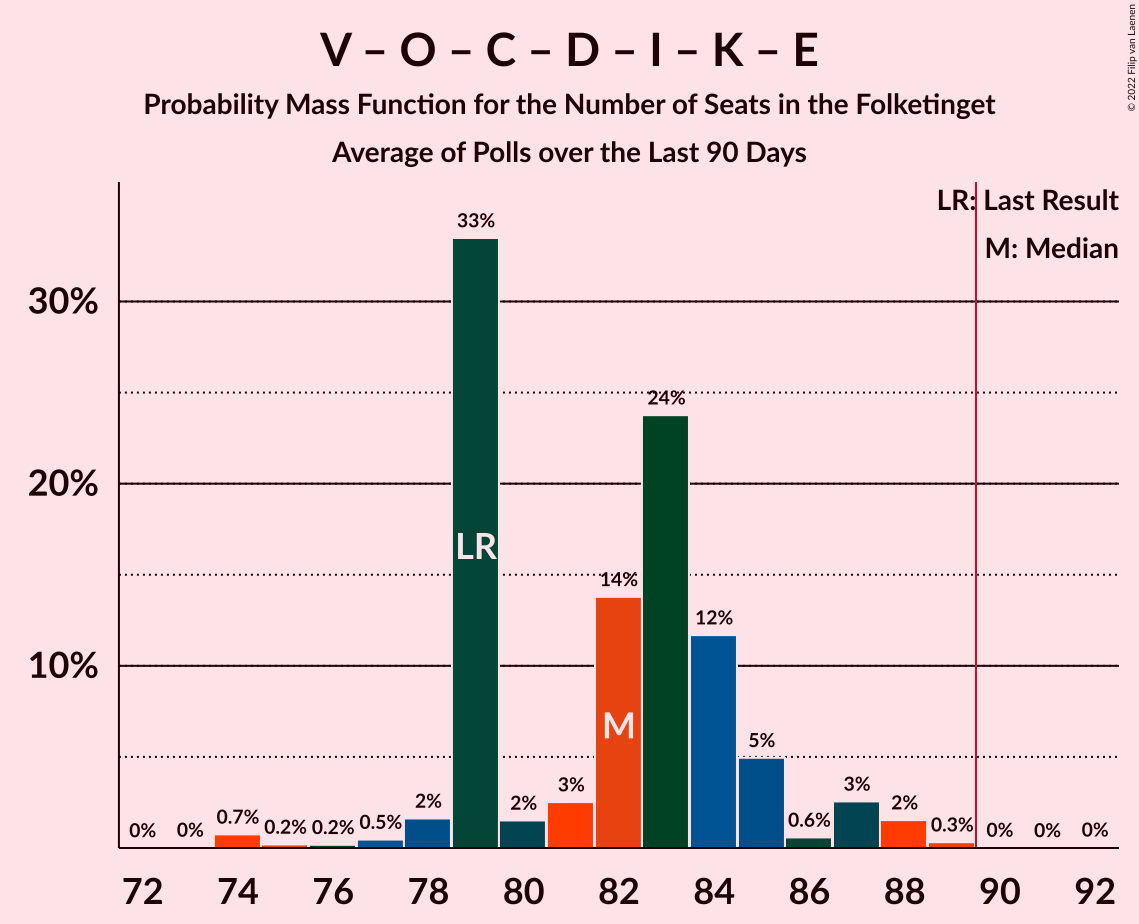 V – O – C – D – I – K – E
Probability Mass Function for the Number of Seats in the Folketinget
Average of Polls over the Last 90 Days
© 2022 Filip van Laenen
LR: Last Result
M: Median
30%
20%
10%
0%
0%
0.7%
0.2%
0.2%
0.5%
2%
33%
2%
3%
14%
24%
12%
5%
0.6%
3%
2%
0.3%
0%
0%
0%
LR
M
72 74 76 78 80 82 84 86 88 90 92